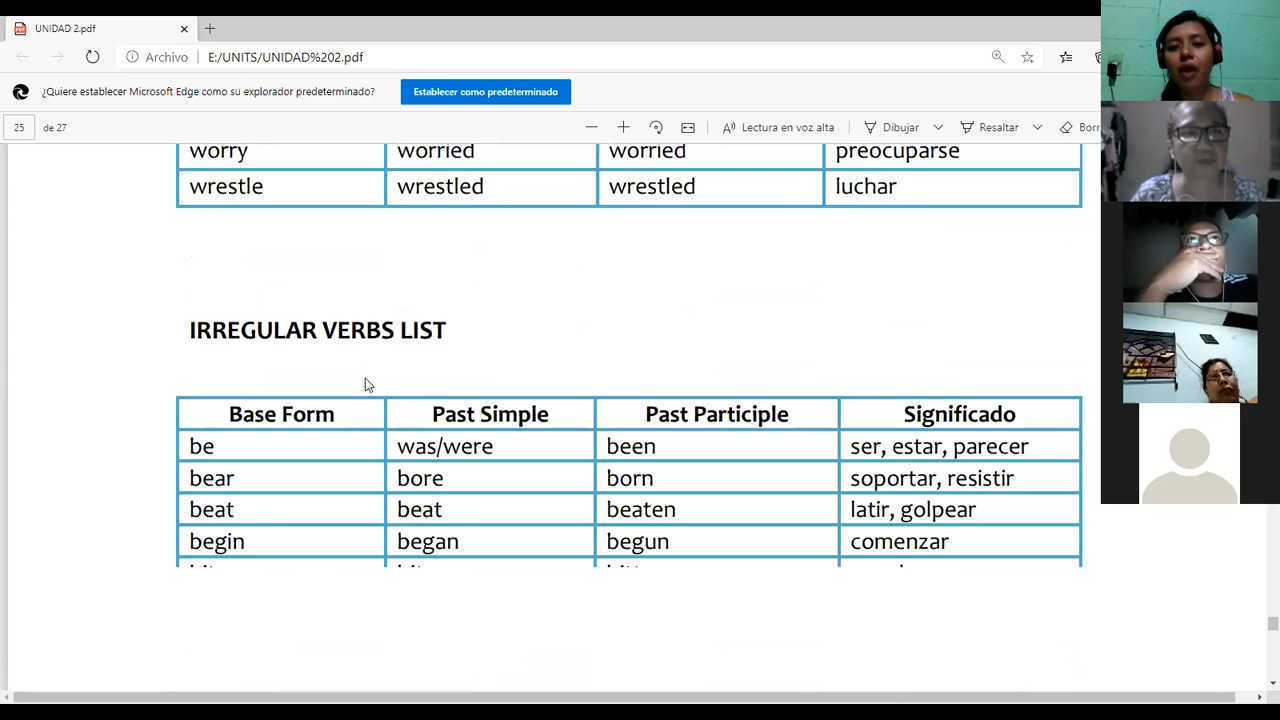 UNIDAD 2.pdf
Archivo E:/UNITS/UNIDAD%202.pdf
¿Quiere establecer Microsoft Edge como su explorador predeterminado? Establecer como predeterminado
25 de 27 Lectura en voz alta Dibujar Resaltar Borr
worry worried worried preocuparse
wrestle wrestled wrestled luchar
IRREGULAR VERBS LIST
Base Form Past Simple Past Participle Significado
be was/were been ser, estar, parecer
bear bore born soportar, resistir
beat beat beaten latir, golpear
begin began begun comenzar